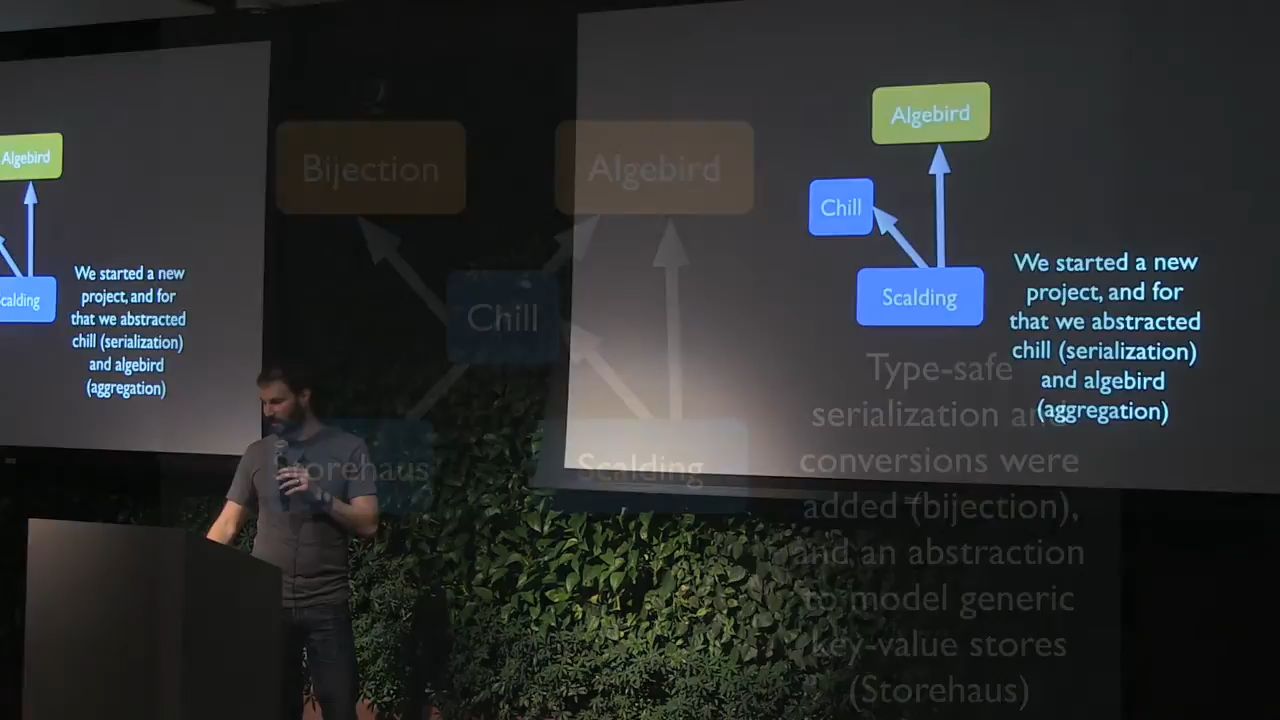 Algebird
calding
We started a new
project, and for
that we abstracted
chill (serialization)
and algebird
(aggregation)
Bijection
Algebird
Chill
Storehaus
Scalding
Algebird
Chill
Scalding
We started a new
project, and for
that we abstracted
chill (serialization)
and algebird
(aggregation)
Type-safe
serialization and
conversions were
added (bijection),
and an abstraction
to model generic
key-value stores
(Storehaus)